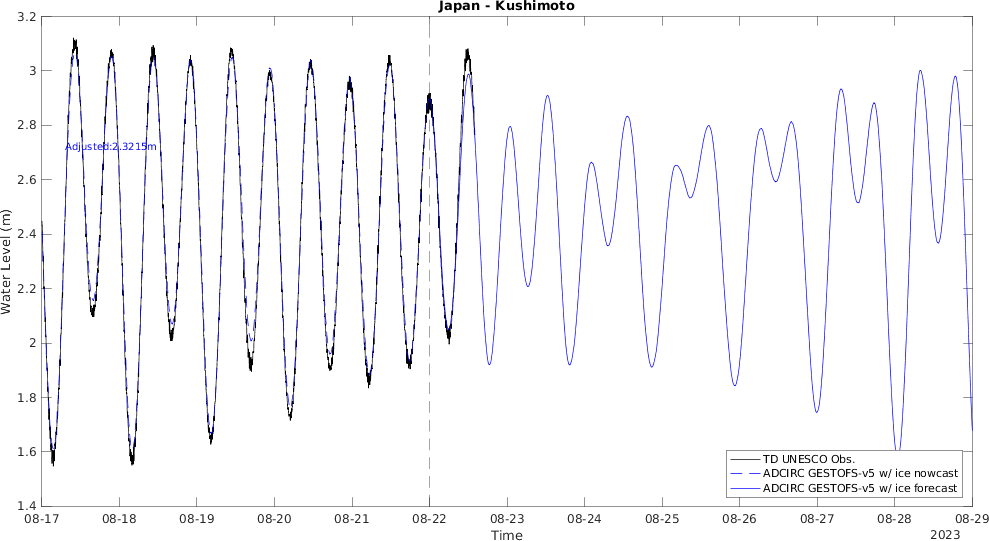 Japan - Kushimoto
3.2
3
2.8
2.6
2.4
2.2
2
1.8
1.6
1.4
Water Level (m)
Adjusted:2.3215m
TD UNESCO Obs.
ADCIRC GESTOFS-v5 w/ ice nowcast
ADCIRC GESTOFS-v5 w/ ice forecast
08-17 08-18 08-19 08-20 08-21 08-22 08-23 08-24 08-25 08-26 08-27 08-28 08-29
Time
2023